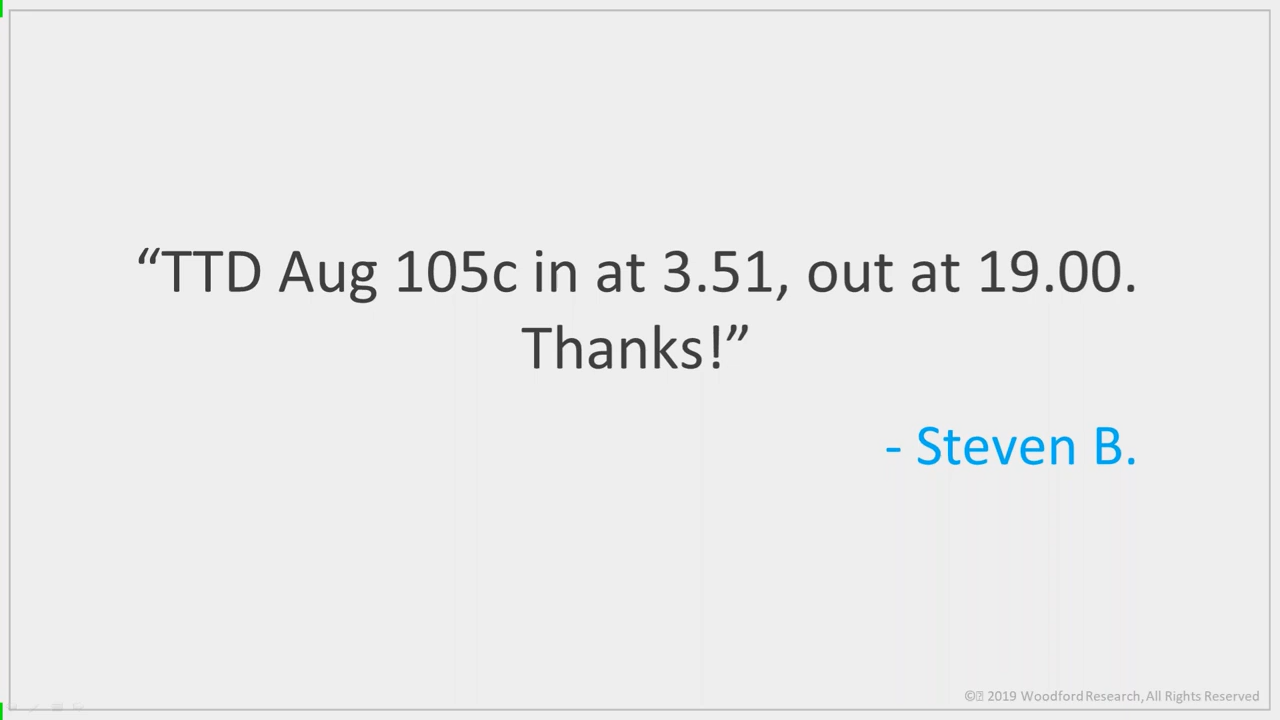 “TTD Aug 105c in at 3.51, out at 19.00.
Thanks!”
- Steven B.
© 2019 Woodford Research, All Rights Reserved